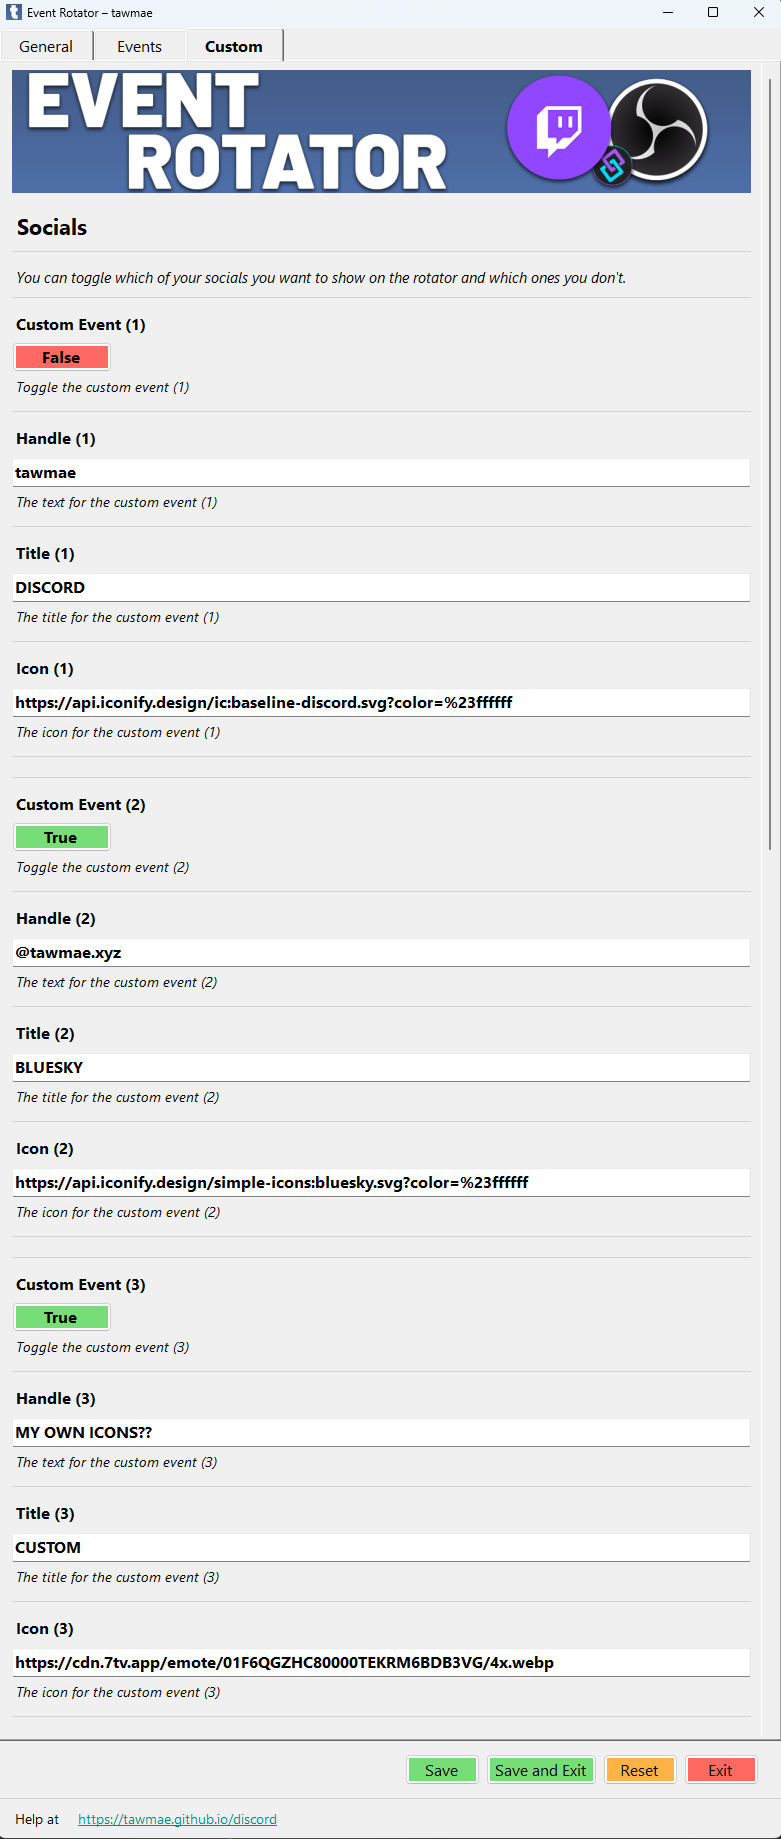 Event Rotator – tawmae
General
Events
Custom
EVENT
ROTATOR
Socials
You can toggle which of your socials you want to show on the rotator and which ones you don't.
Custom Event (1)
False
Toggle the custom event (1)
Handle (1)
tawmae
The text for the custom event (1)
Title (1)
DISCORD
The title for the custom event (1)
Icon (1)
https://api.iconify.design/ic:baseline-discord.svg?color=%23ffffff
The icon for the custom event (1)
Custom Event (2)
True
Toggle the custom event (2)
Handle (2)
@tawmae.xyz
The text for the custom event (2)
Title (2)
BLUESKY
The title for the custom event (2)
Icon (2)
https://api.iconify.design/simple-icons:bluesky.svg?color=%23ffffff
The icon for the custom event (2)
Custom Event (3)
True
Toggle the custom event (3)
Handle (3)
MY OWN ICONS??
The text for the custom event (3)
Title (3)
CUSTOM
The title for the custom event (3)
Icon (3)
https://cdn.7tv.app/emote/01F6QGZHC80000TEKRM6BDB3VG/4x.webp
The icon for the custom event (3)
Save
Save and Exit
Reset
Exit
Help at https://tawmae.github.io/discord